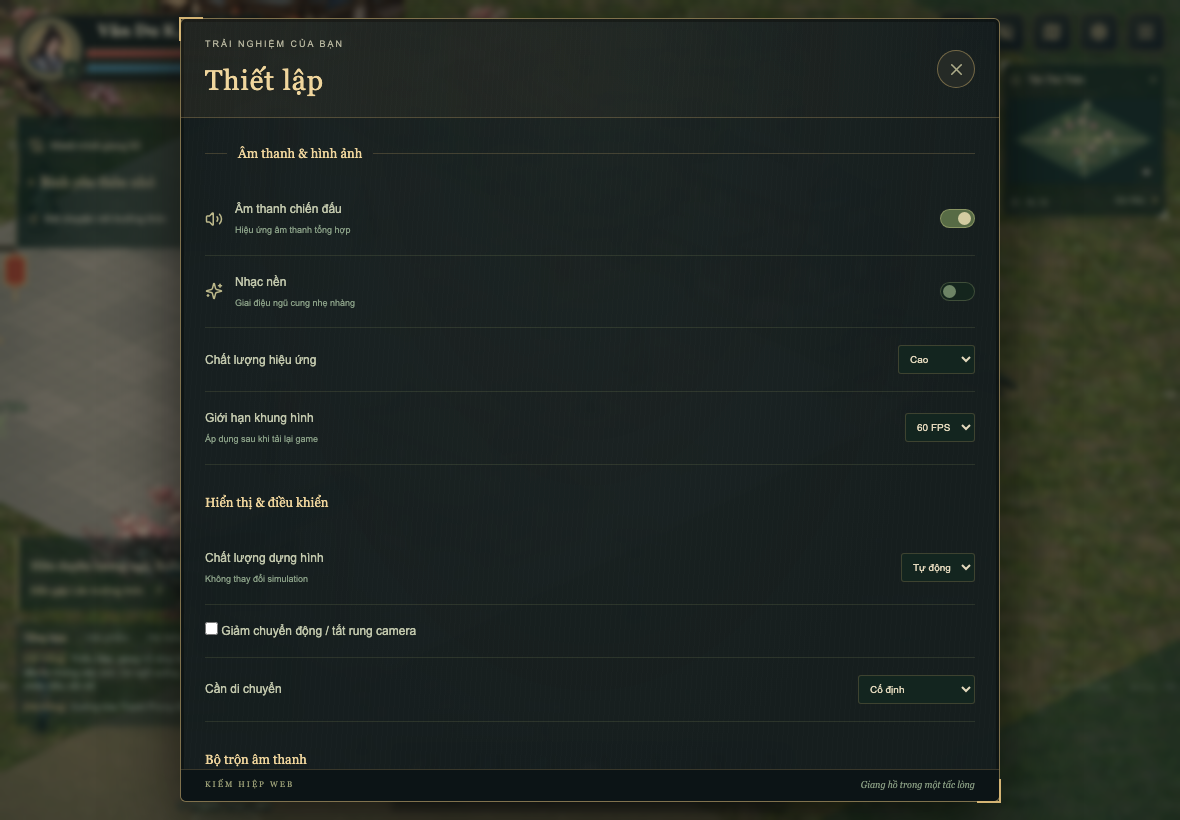 TRẢI NGHIỆM CỦA BẠN
Thiết lập
Âm thanh & hình ảnh
Âm thanh chiến đấu
Hiệu ứng âm thanh tổng hợp
Nhạc nền
Giai điệu ngũ cung nhẹ nhàng
Chất lượng hiệu ứng
Cao
Giới hạn khung hình
Áp dụng sau khi tải lại game
60 FPS
Hiển thị & điều khiển
Chất lượng dựng hình
Không thay đổi simulation
Tự động
Giảm chuyển động / tắt rung camera
Cần di chuyển
Cố định
Bộ trộn âm thanh
KIẾM HIỆP WEB
Giang hồ trong một tấc lòng